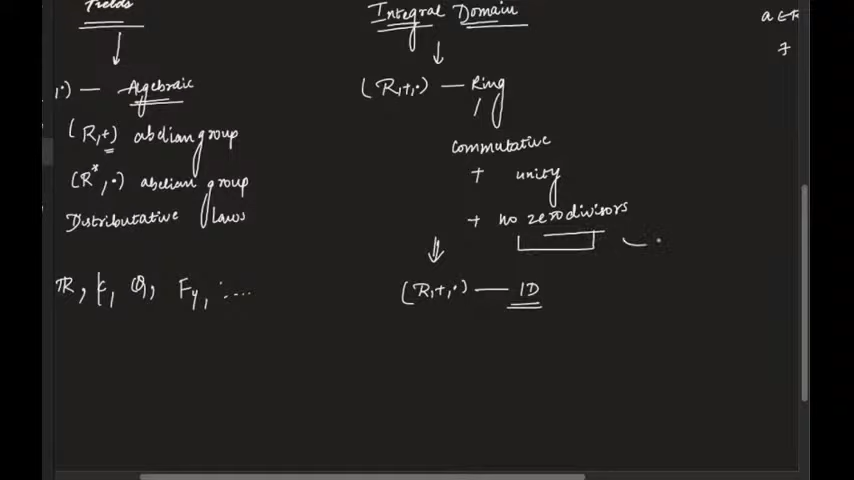 Fields
,·) — Algebraic
(R,+) abelian group
(R*,·) abelian group
Distributative laws
ℝ, ₵, ℚ, F₄, :....
Integral Domain
(R,+,·) — Ring
commutative
+ unity
+ no zero divisors
(R,+,·) — ID
a ∈